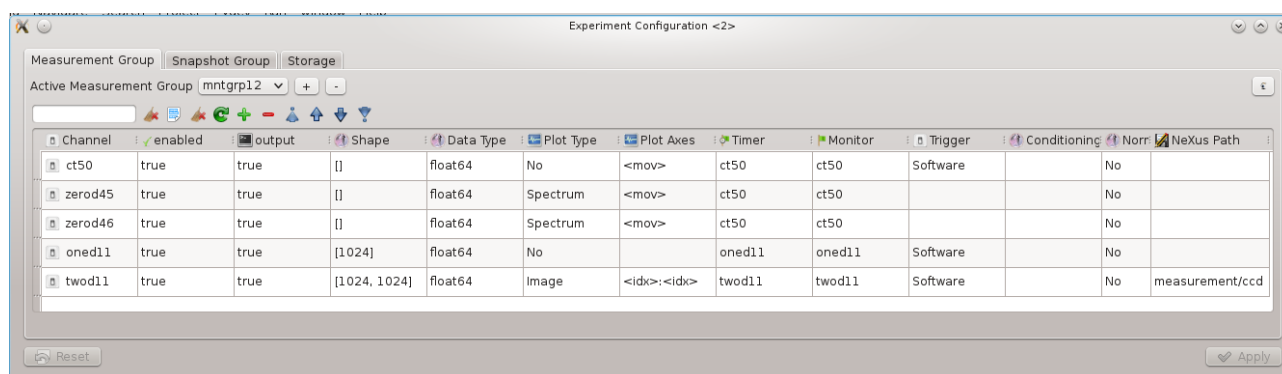 Experiment Configuration <2>
Measurement Group Snapshot Group Storage
Active Measurement Group mntgrp12 + -
Channel enabled output Shape Data Type Plot Type Plot Axes Timer Monitor Trigger Conditioning Norr NeXus Path
ct50 true true [] float64 No <mov> ct50 ct50 Software No
zerod45 true true [] float64 Spectrum <mov> ct50 ct50 No
zerod46 true true [] float64 Spectrum <mov> ct50 ct50 No
oned11 true true [1024] float64 No oned11 oned11 Software No
twod11 true true [1024, 1024] float64 Image <idx>:<idx> twod11 twod11 Software No measurement/ccd
Reset Apply